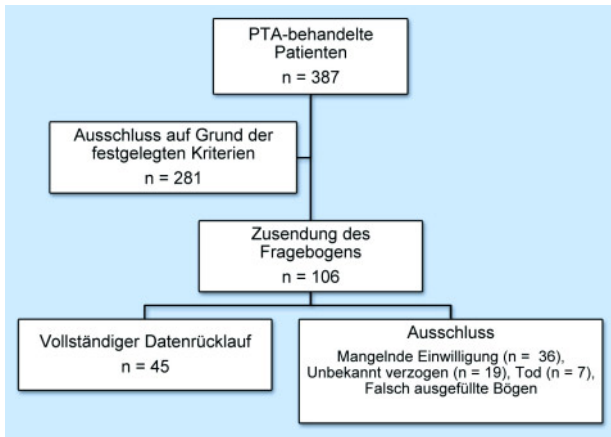 PTA-behandelte
Patienten
n = 387
Ausschluss auf Grund der
festgelegten Kriterien
n = 281
Zusendung des
Fragebogens
n = 106
Vollständiger Datenrücklauf
n = 45
Ausschluss
Mangelnde Einwilligung (n = 36),
Unbekannt verzogen (n = 19), Tod (n = 7),
Falsch ausgefüllte Bögen